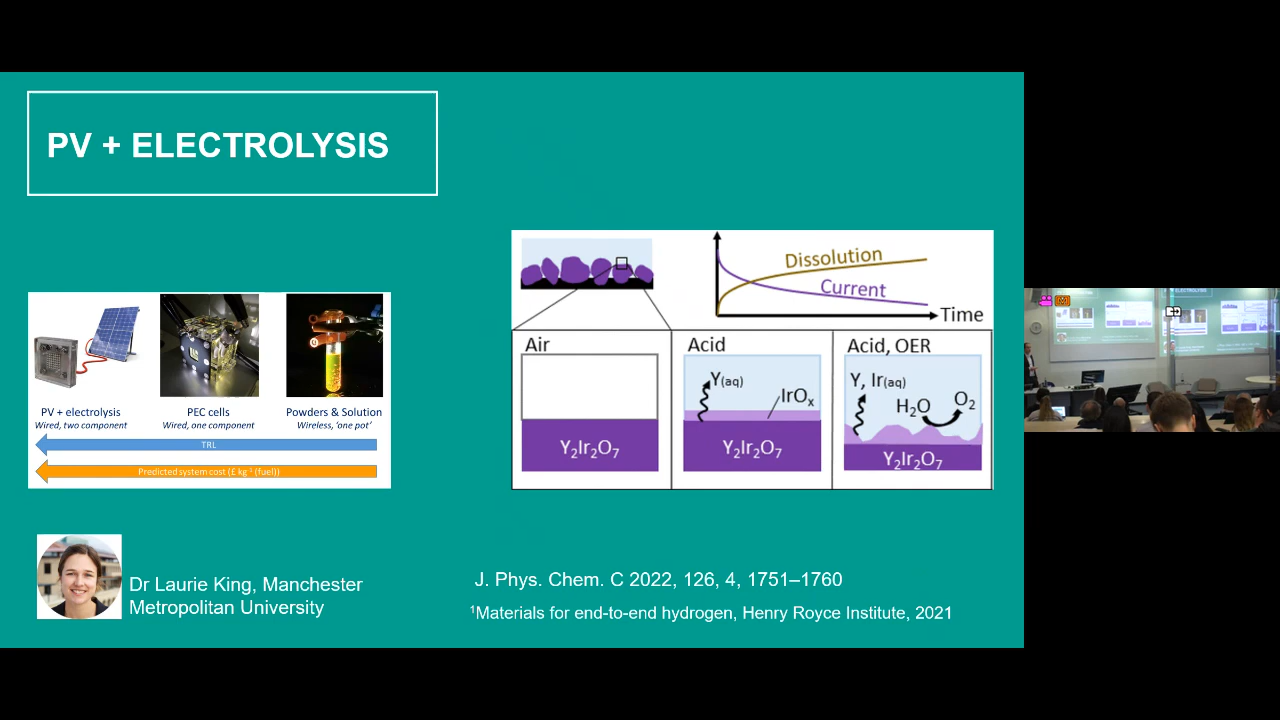 PV + ELECTROLYSIS
PV + electrolysis
Wired, two component
PEC cells
Wired, one component
Powders & Solution
Wireless, 'one pot'
TRL
Predicted system cost (£ kg⁻¹ (fuel))
Dissolution
Current
Time
Air
Y₂Ir₂O₇
Acid
Y(aq)
IrOₓ
Y₂Ir₂O₇
Acid, OER
Y, Ir(aq)
H₂O
O₂
Y₂Ir₂O₇
Dr Laurie King, Manchester
Metropolitan University
J. Phys. Chem. C 2022, 126, 4, 1751–1760
¹Materials for end-to-end hydrogen, Henry Royce Institute, 2021